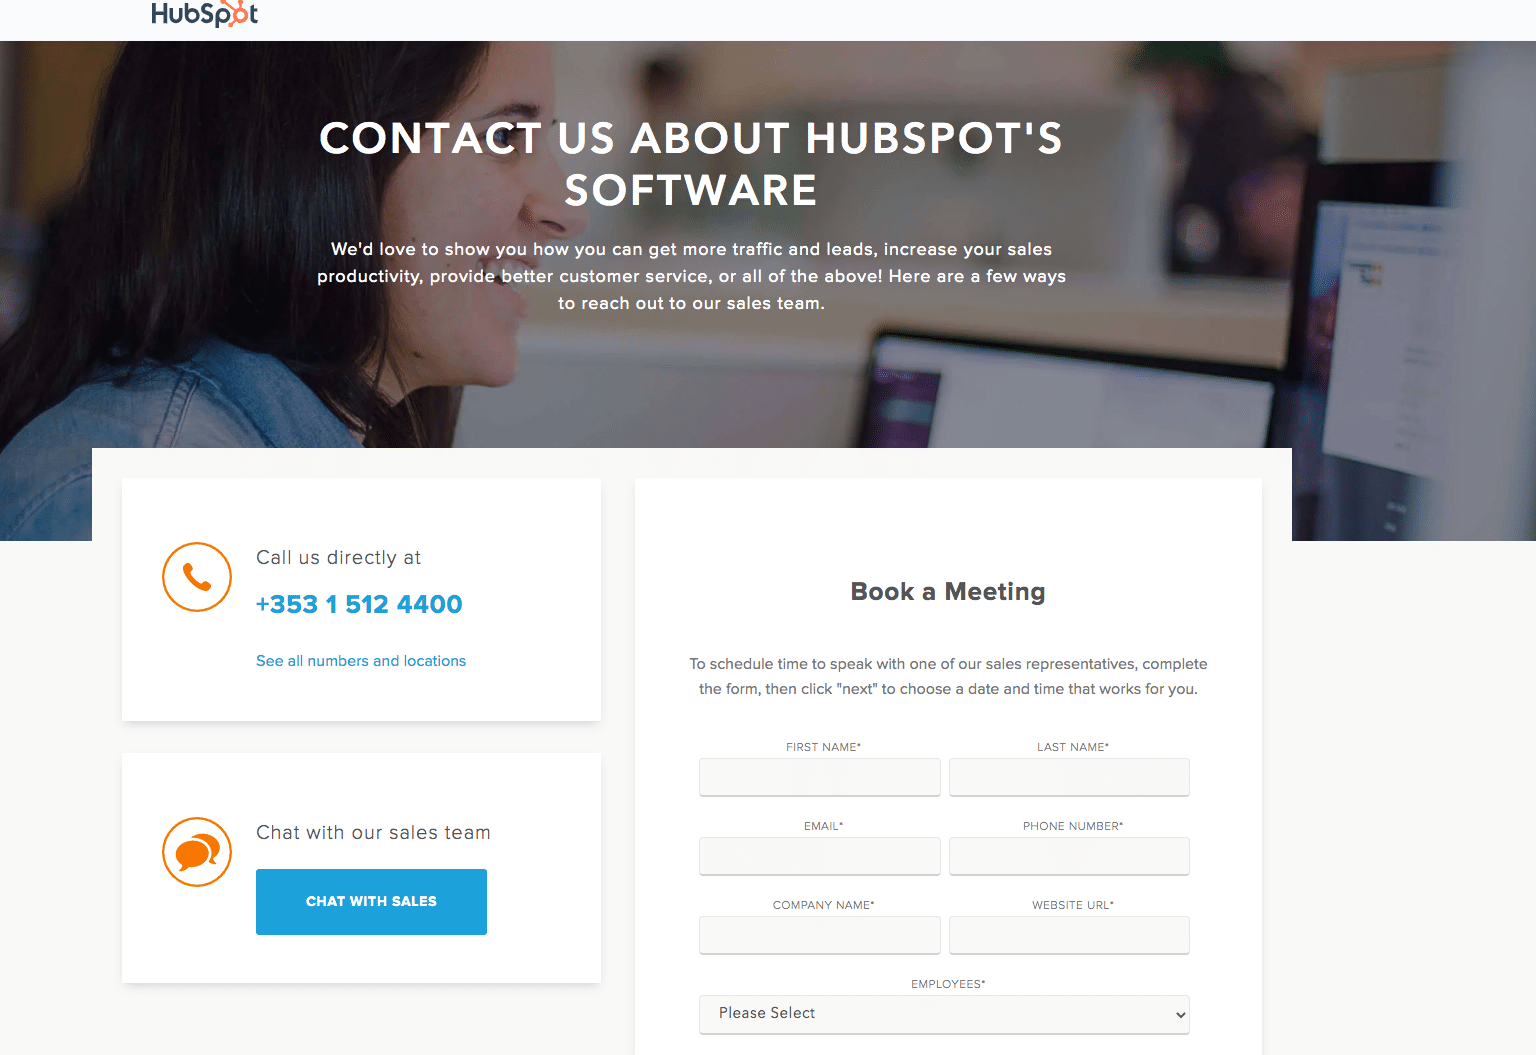 HubSpot
CONTACT US ABOUT HUBSPOT'S
SOFTWARE
We'd love to show you how you can get more traffic and leads, increase your sales
productivity, provide better customer service, or all of the above! Here are a few ways
to reach out to our sales team.
Call us directly at
+353 1 512 4400
See all numbers and locations
Chat with our sales team
CHAT WITH SALES
Book a Meeting
To schedule time to speak with one of our sales representatives, complete
the form, then click "next" to choose a date and time that works for you.
FIRST NAME*
LAST NAME*
EMAIL*
PHONE NUMBER*
COMPANY NAME*
WEBSITE URL*
EMPLOYEES*
Please Select